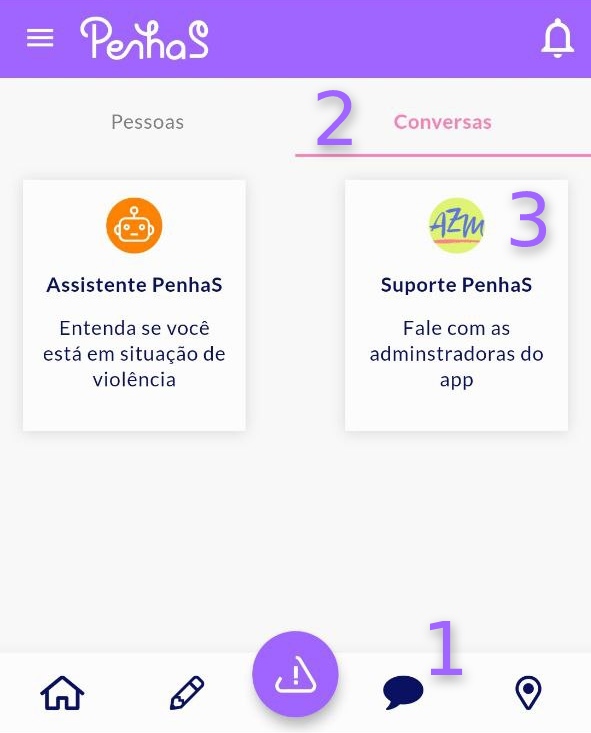 PenhaS
Pessoas
2
Conversas
AZM
3
Assistente PenhaS
Suporte PenhaS
Entenda se você
está em situação de
violência
Fale com as
adminstradoras do
app
1